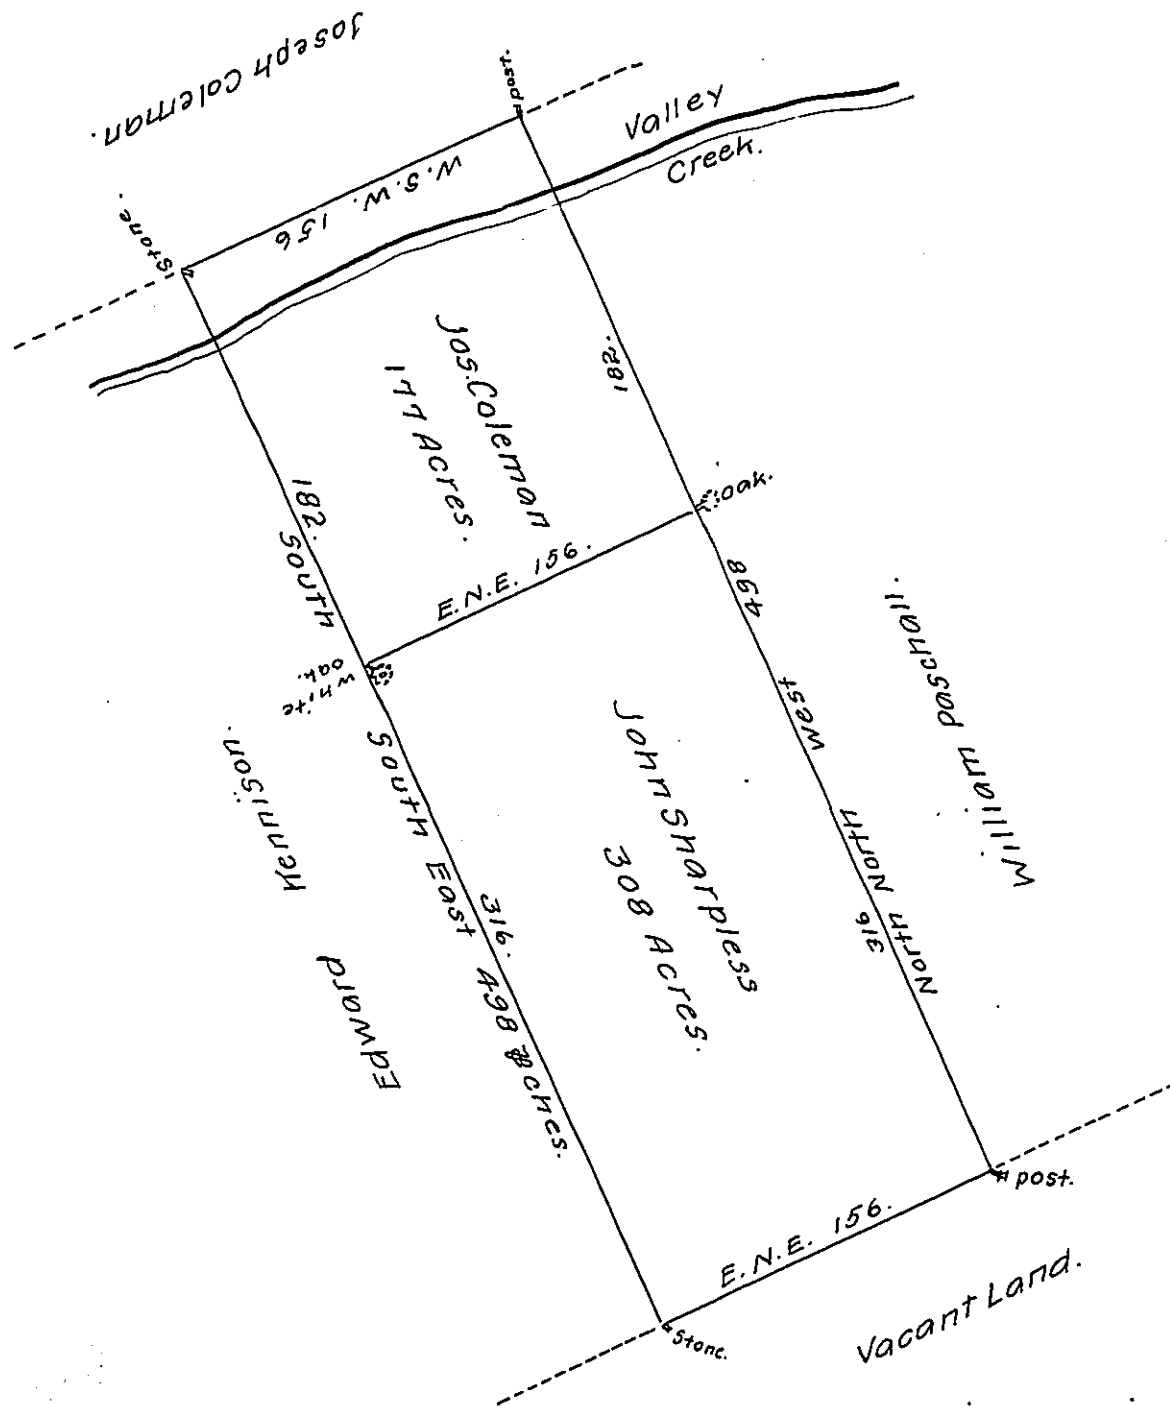 Joseph Coleman.
post.
Valley
Creek.
Stone.
W.S.W. 156
Jos. Coleman
177 Acres.
182.
182.
South
oak.
E.N.E. 156.
White
oak.
498
West
North
North
316
William Paschall.
Edward Kennison.
South East
316.
498 ches.
John Sharpless
308 Acres.
post.
E.N.E. 156.
Stone.
Vacant Land.